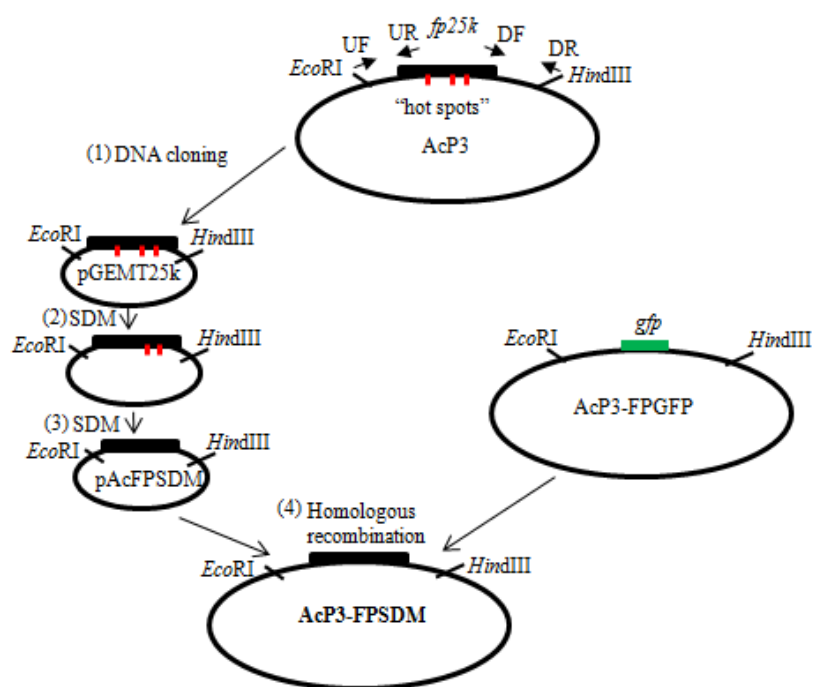 UF UR fp25k DF DR
EcoRI HindIII
“hot spots”
AcP3
(1) DNA cloning
EcoRI HindIII
pGEMT25k
(2) SDM
EcoRI HindIII
(3) SDM
EcoRI HindIII
pAcFPSDM
gfp
EcoRI HindIII
AcP3-FPGFP
(4) Homologous
recombination
EcoRI HindIII
AcP3-FPSDM